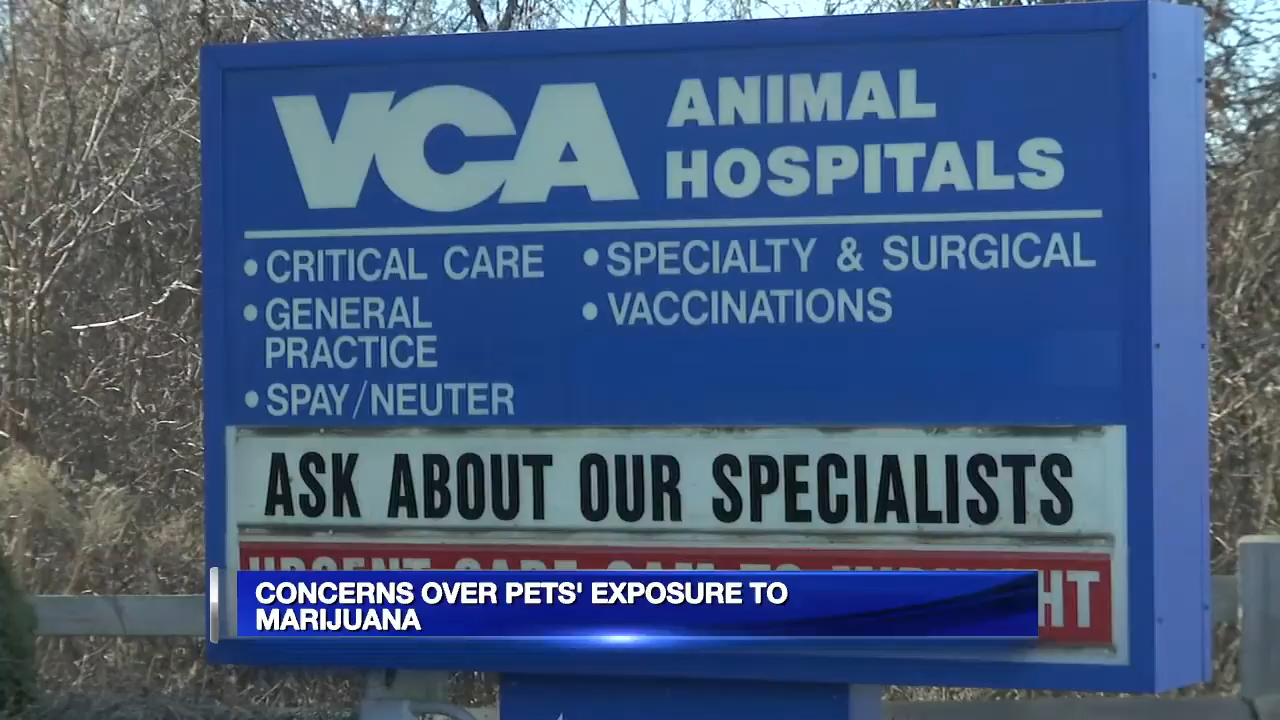 VCA ANIMAL
HOSPITALS
• CRITICAL CARE
• GENERAL
PRACTICE
• SPAY/NEUTER
• SPECIALTY & SURGICAL
• VACCINATIONS
ASK ABOUT OUR SPECIALISTS
CONCERNS OVER PETS' EXPOSURE TO
MARIJUANA